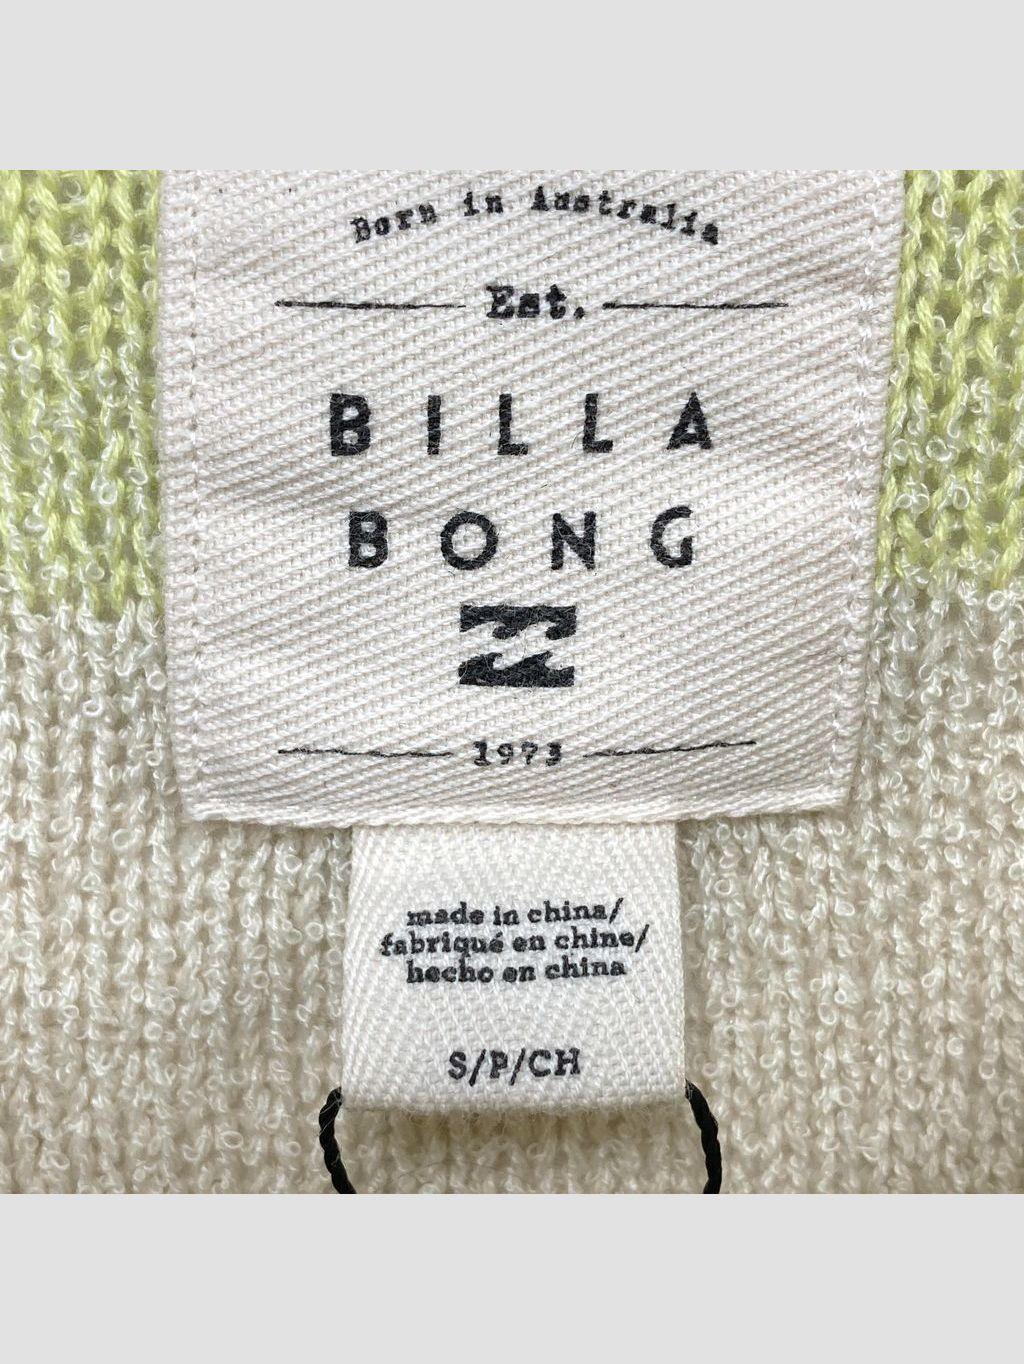 Born in Australia
Est.
BILLA
BONG
1973
made in china/
fabriqué en chine/
hecho en china
S/P/CH